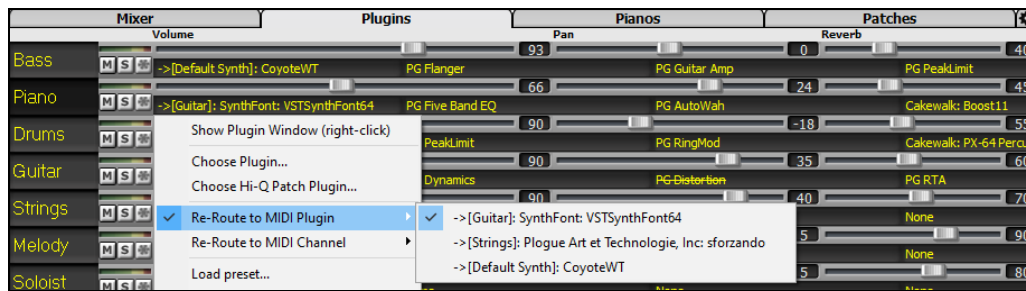 Mixer Plugins Pianos Patches
Volume Pan Reverb
Bass M S 93 0 40
->[Default Synth]: CoyoteWT PG Flanger PG Guitar Amp PG PeakLimit
Piano M S 66 24 45
->[Guitar]: SynthFont: VSTSynthFont64 PG Five Band EQ PG AutoWah Cakewalk: Boost11
Drums M S 90 -18 55
PeakLimit PG RingMod Cakewalk: PX-64 Percu
Guitar M S 90 35 60
Dynamics PG Distortion PG RTA
Strings M S 90 40 70
None
Melody M S 5 90
None
Soloist M S 5 80
None None
Show Plugin Window (right-click)
Choose Plugin...
Choose Hi-Q Patch Plugin...
Re-Route to MIDI Plugin
Re-Route to MIDI Channel
Load preset...
->[Guitar]: SynthFont: VSTSynthFont64
->[Strings]: Plogue Art et Technologie, Inc: sforzando
->[Default Synth]: CoyoteWT